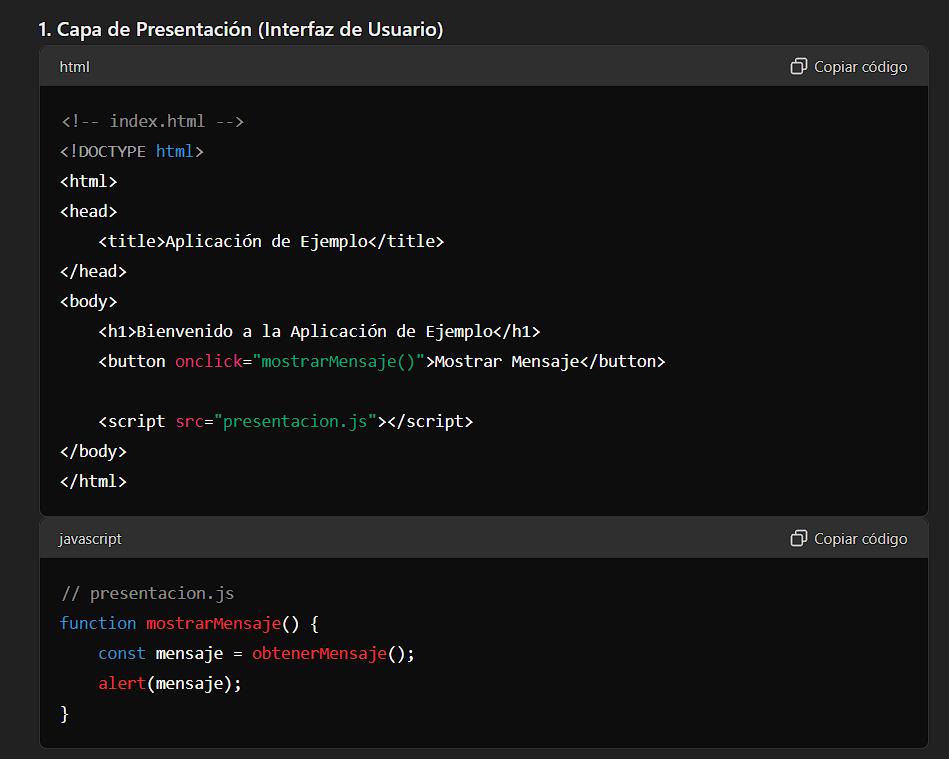 1. Capa de Presentación (Interfaz de Usuario)
html
Copiar código
<!-- index.html -->
<!DOCTYPE html>
<html>
<head>
    <title>Aplicación de Ejemplo</title>
</head>
<body>
    <h1>Bienvenido a la Aplicación de Ejemplo</h1>
    <button onclick="mostrarMensaje()">Mostrar Mensaje</button>
    <script src="presentacion.js"></script>
</body>
</html>
javascript
Copiar código
// presentacion.js
function mostrarMensaje() {
    const mensaje = obtenerMensaje();
    alert(mensaje);
}